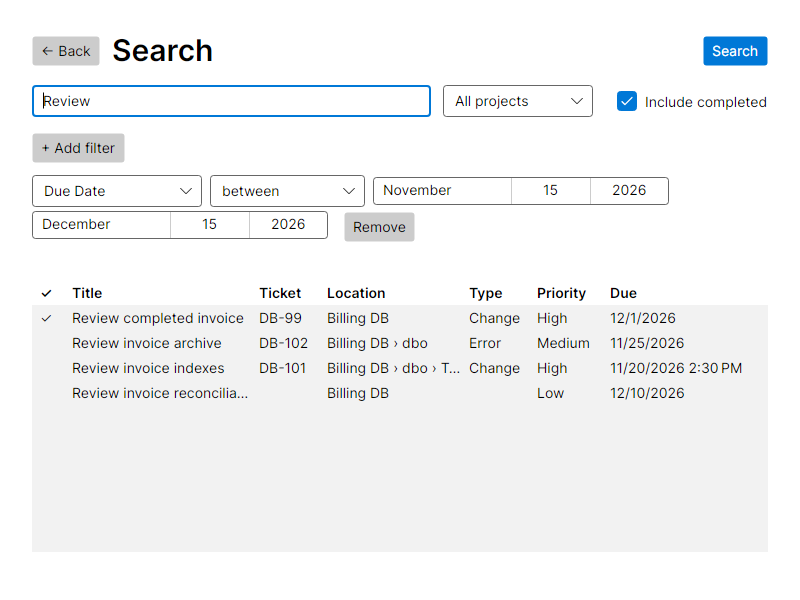 ← Back Search Search
Review All projects Include completed
+ Add filter
Due Date between November 15 2026
December 15 2026 Remove
✓ Title Ticket Location Type Priority Due
✓ Review completed invoice DB-99 Billing DB Change High 12/1/2026
Review invoice archive DB-102 Billing DB › dbo Error Medium 11/25/2026
Review invoice indexes DB-101 Billing DB › dbo › T... Change High 11/20/2026 2:30 PM
Review invoice reconcilia... Billing DB Low 12/10/2026